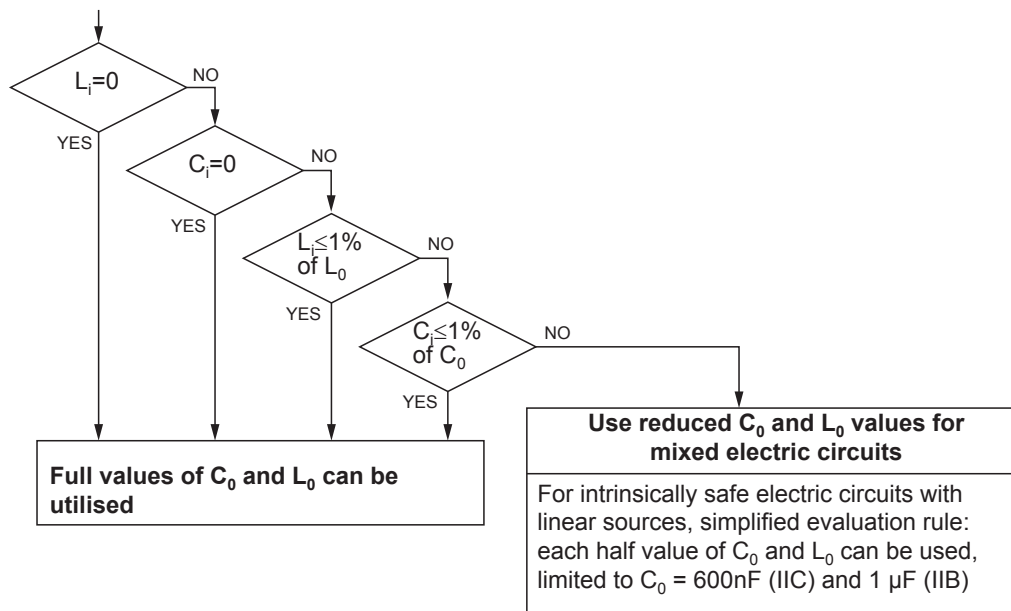 L₀=0
NO
YES
C₀=0
NO
YES
Lᵢ≤1%
of L₀
NO
YES
Cᵢ≤1%
of C₀
NO
YES
Full values of C₀ and L₀ can be
utilised
Use reduced C₀ and L₀ values for
mixed electric circuits
For intrinsically safe electric circuits with
linear sources, simplified evaluation rule:
each half value of C₀ and L₀ can be used,
limited to C₀ = 600nF (IIC) and 1 µF (IIB)